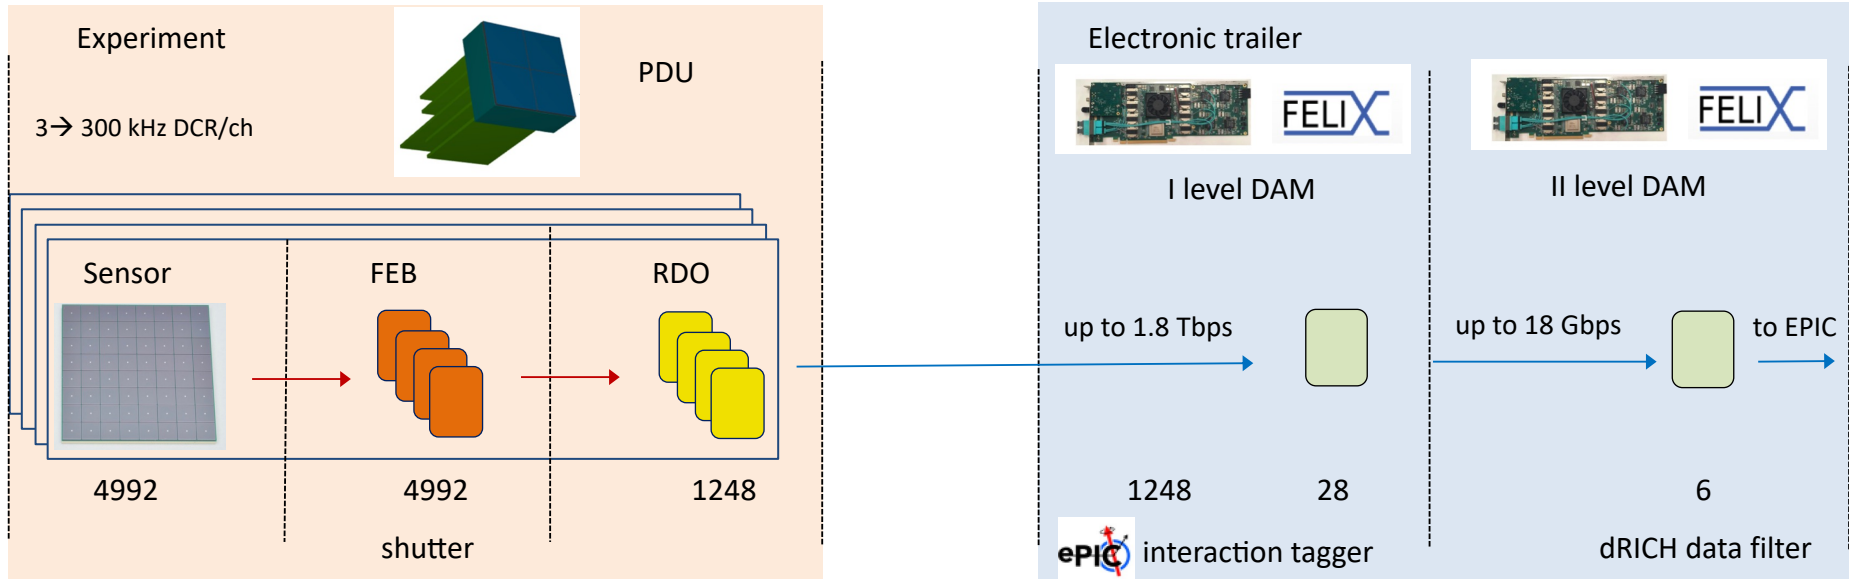 Experiment
PDU
3→ 300 kHz DCR/ch
Sensor
FEB
RDO
4992
4992
1248
shutter
Electronic trailer
FELIX
FELIX
I level DAM
II level DAM
up to 1.8 Tbps
up to 18 Gbps
to EPIC
1248
28
6
ePIC interaction tagger
dRICH data filter